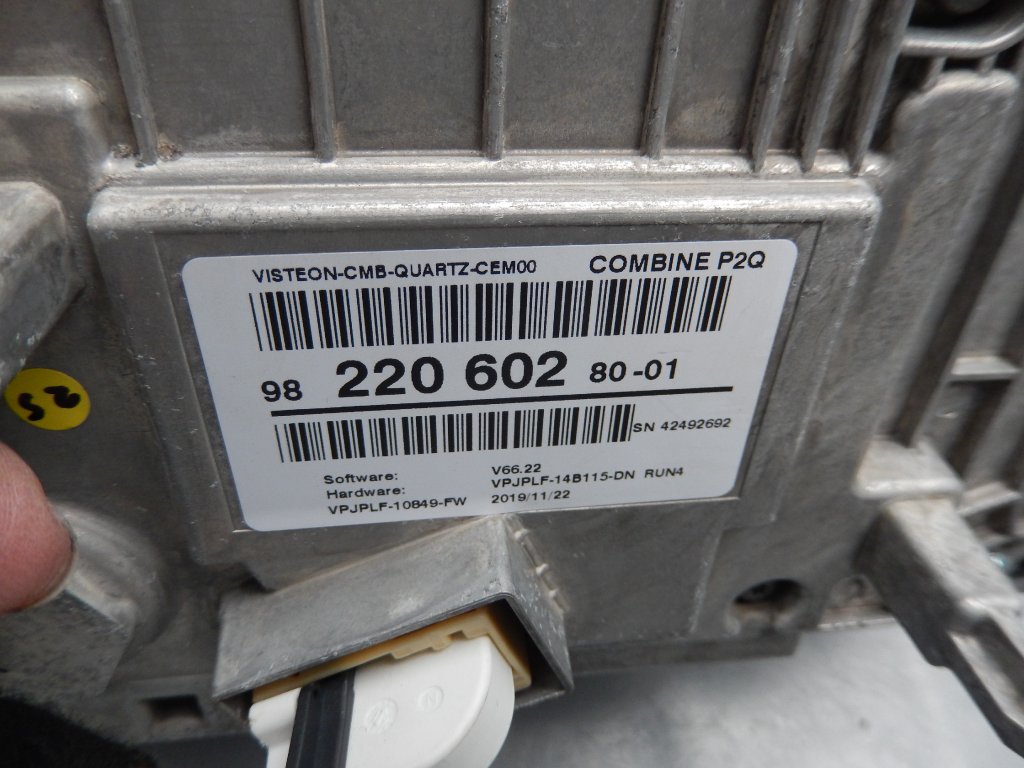 VISTEON-CMB-QUARTZ-CEM00 COMBINE P2Q
98 220 602 80-01
SN 42492692
Software: V66.22
Hardware: VPJPLF-14B115-DN RUN4
VPJPLF-10849-FW 2019/11/22
25